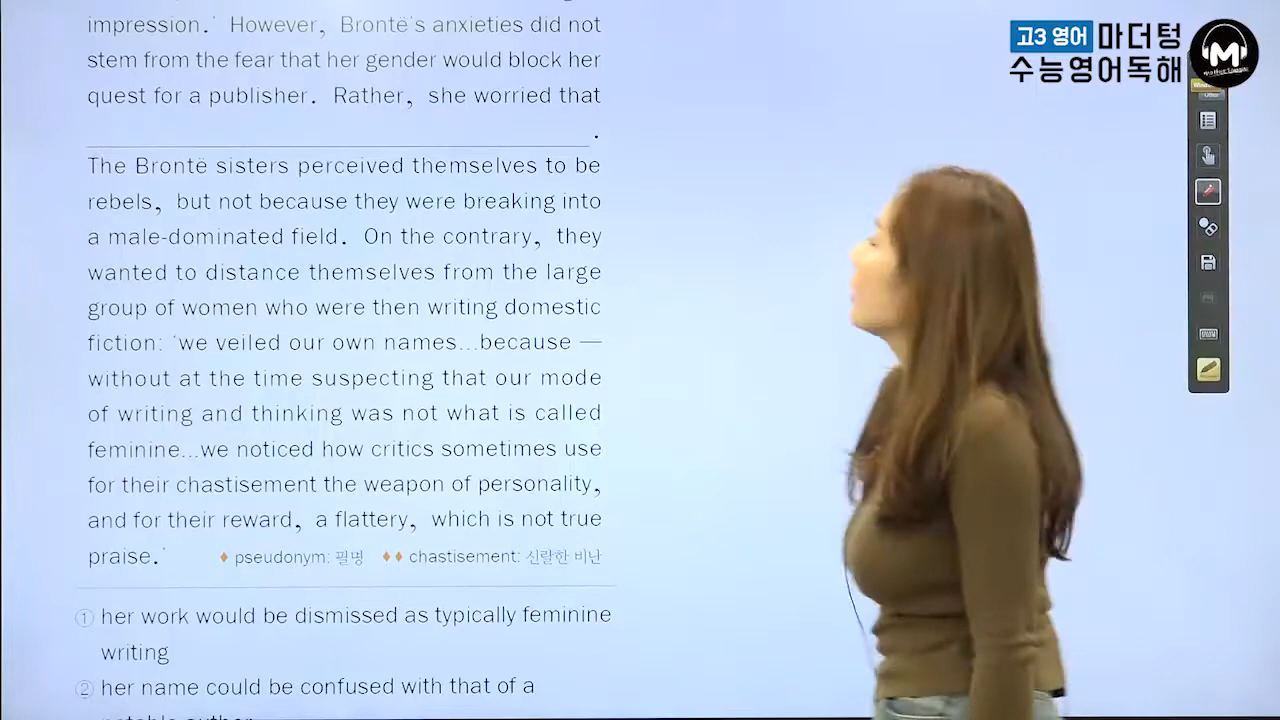 impression.' However, Brontë's anxieties did not
stem from the fear that her gender would block her
quest for a publisher. Rather, she worried that
.
The Brontë sisters perceived themselves to be
rebels, but not because they were breaking into
a male-dominated field. On the contrary, they
wanted to distance themselves from the large
group of women who were then writing domestic
fiction: 'we veiled our own names...because —
without at the time suspecting that our mode
of writing and thinking was not what is called
feminine...we noticed how critics sometimes use
for their chastisement the weapon of personality,
and for their reward, a flattery, which is not true
praise.' ♦ pseudonym: 필명 ♦♦ chastisement: 신랄한 비난
① her work would be dismissed as typically feminine
writing
② her name could be confused with that of a
고3 영어 마더텅
수능영어독해
M